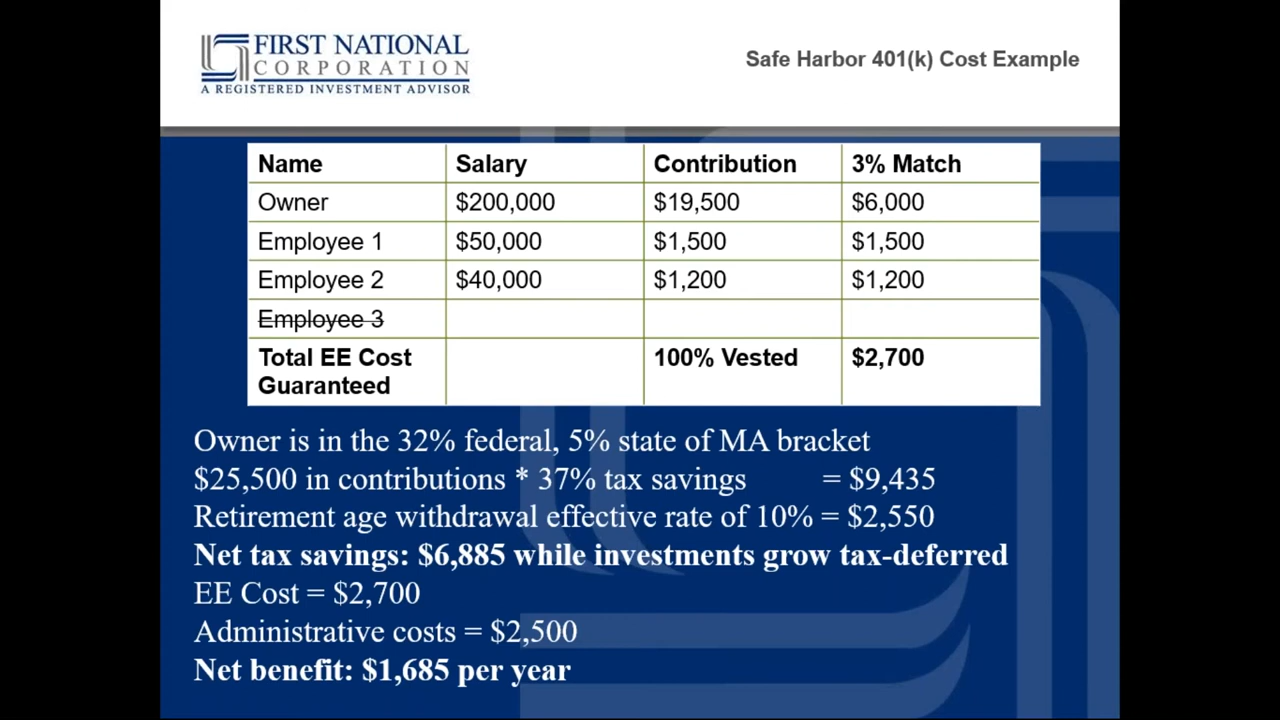 FIRST NATIONAL
CORPORATION
A REGISTERED INVESTMENT ADVISOR
Safe Harbor 401(k) Cost Example
Name Salary Contribution 3% Match
Owner $200,000 $19,500 $6,000
Employee 1 $50,000 $1,500 $1,500
Employee 2 $40,000 $1,200 $1,200
Employee 3
Total EE Cost 100% Vested $2,700
Guaranteed
Owner is in the 32% federal, 5% state of MA bracket
$25,500 in contributions * 37% tax savings = $9,435
Retirement age withdrawal effective rate of 10% = $2,550
Net tax savings: $6,885 while investments grow tax-deferred
EE Cost = $2,700
Administrative costs = $2,500
Net benefit: $1,685 per year